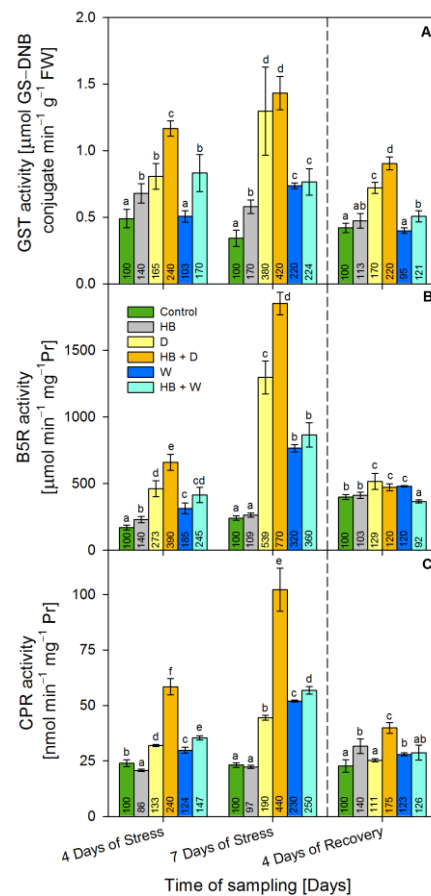 A
GST activity [µmol GS−DNB
conjugate min⁻¹ g⁻¹ FW]
2.0
1.5
1.0
0.5
0.0
a b b c a b
100 140 165 240 103 170
a b d d c c
100 170 380 420 220 224
a a c d a b
100 113 170 220 95 121
B
B5R activity
[µmol min⁻¹ mg⁻¹Pr]
1500
1000
500
0
Control
HB
D
HB + D
W
HB + W
a b d e c cd
100 140 273 390 185 245
a a c d b b
100 109 539 770 320 360
b b c c c a
100 103 129 120 120 92
C
CPR activity
[nmol min⁻¹ mg⁻¹ Pr]
100
75
50
25
0
b a d f c e
100 86 133 240 124 147
a a b e c d
100 97 190 440 230 250
a b a c b ab
100 140 111 175 123 126
4 Days of Stress
7 Days of Stress
4 Days of Recovery
Time of sampling [Days]